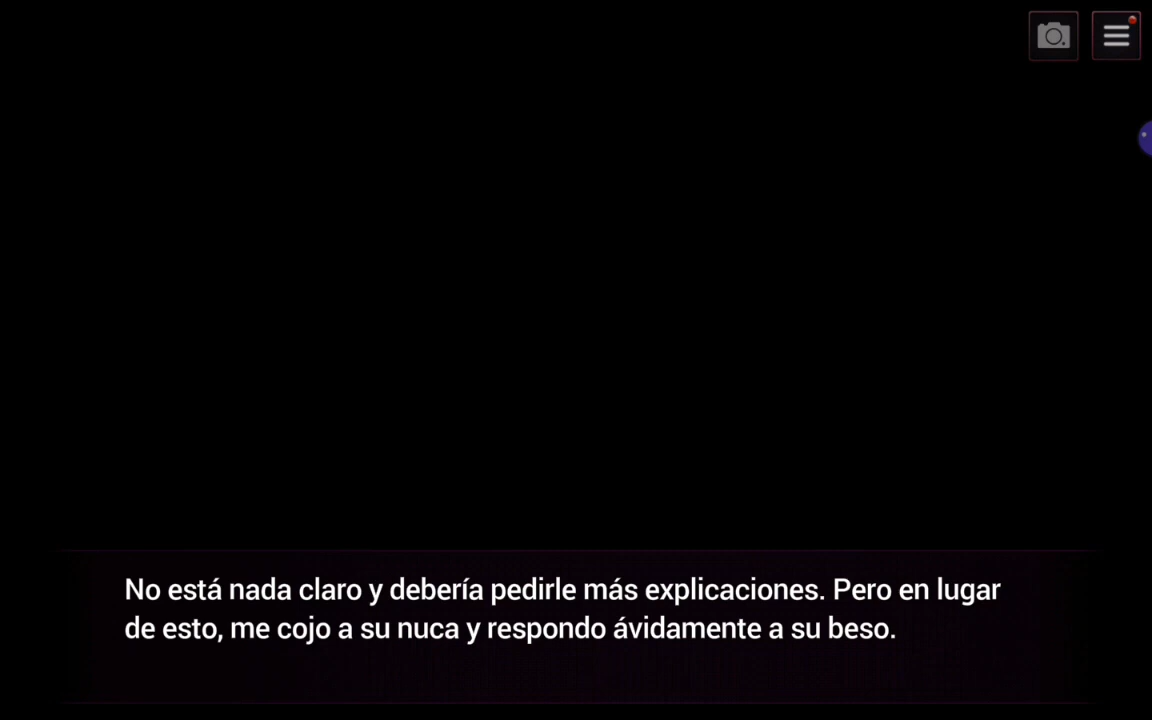 No está nada claro y debería pedirle más explicaciones. Pero en lugar
de esto, me cojo a su nuca y respondo ávidamente a su beso.